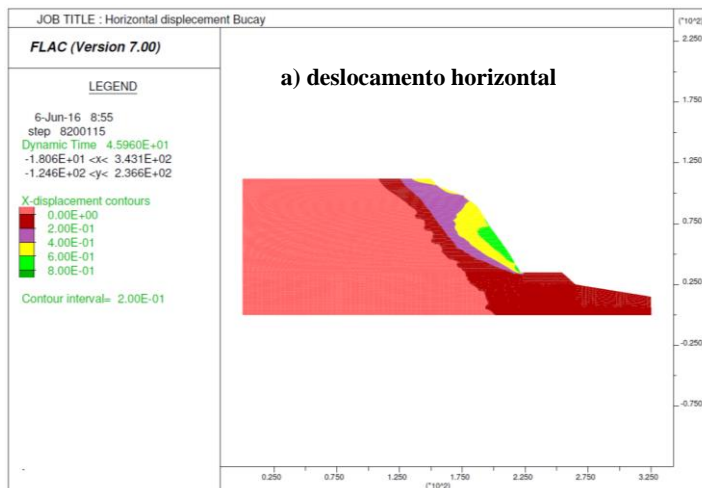 JOB TITLE : Horizontal displecement Bucay
FLAC (Version 7.00)
LEGEND
6-Jun-16 8:55
step 8200115
Dynamic Time 4.5960E+01
-1.806E+01 <x< 3.431E+02
-1.246E+02 <y< 2.366E+02
X-displacement contours
0.00E+00
2.00E-01
4.00E-01
6.00E-01
8.00E-01
Contour interval= 2.00E-01
a) deslocamento horizontal
(*10^2)
2.250
1.750
1.250
0.750
0.250
-0.250
-0.750
0.250 0.750 1.250 1.750 2.250 2.750 3.250
(*10^2)